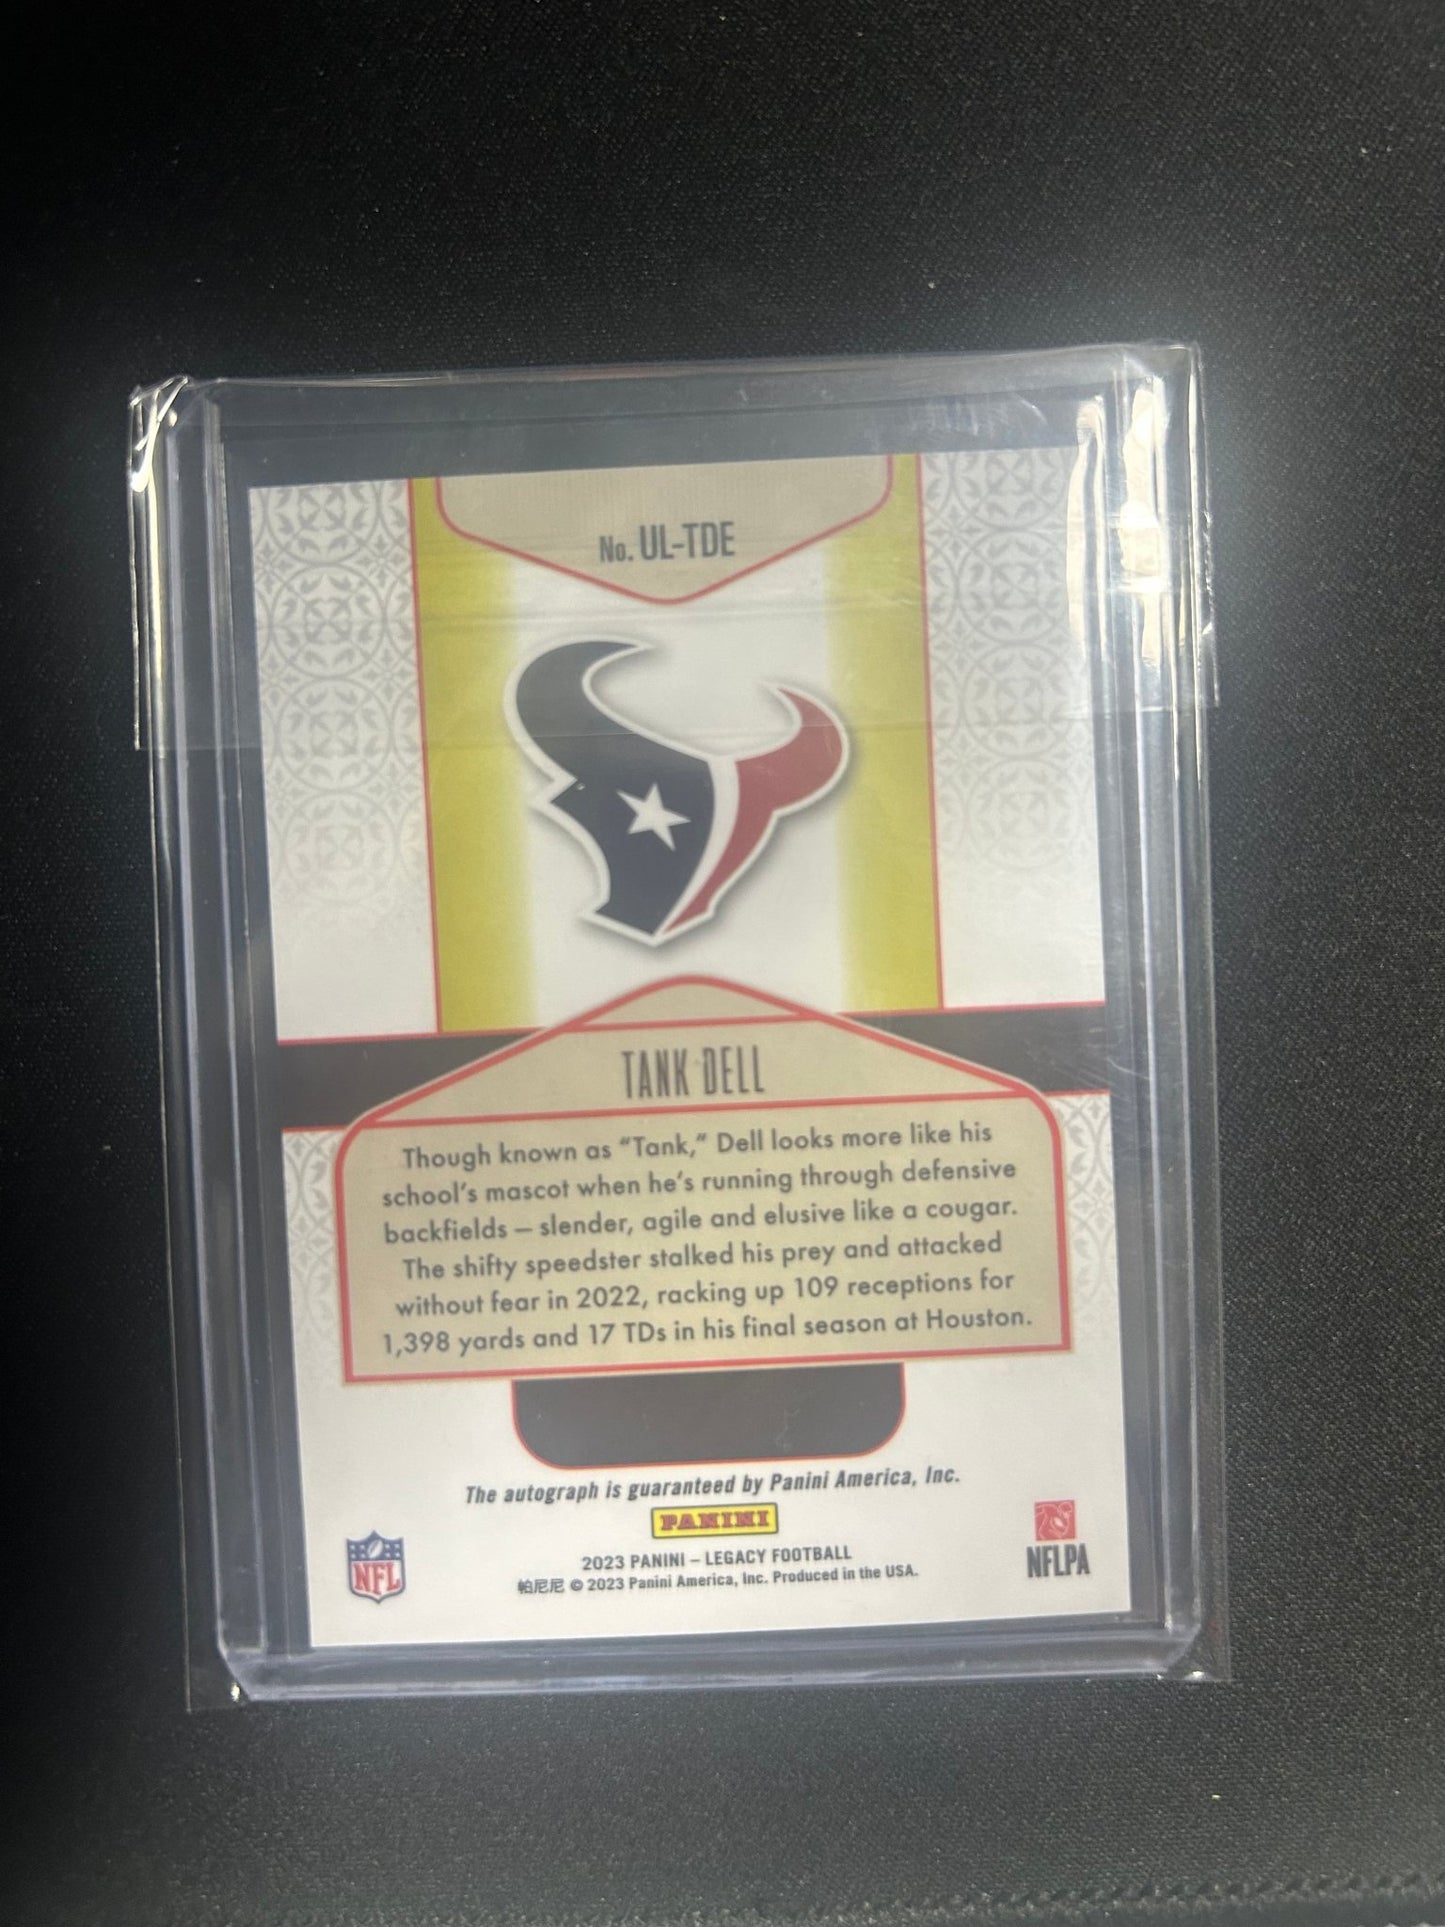 No. UL-TDE
TANK DELL
Though known as “Tank,” Dell looks more like his
school’s mascot when he’s running through defensive
backfields – slender, agile and elusive like a cougar.
The shifty speedster stalked his prey and attacked
without fear in 2022, racking up 109 receptions for
1,398 yards and 17 TDs in his final season at Houston.
The autograph is guaranteed by Panini America, Inc.
PANINI
2023 PANINI – LEGACY FOOTBALL
帕尼尼 © 2023 Panini America, Inc. Produced in the USA.
NFL
NFLPA